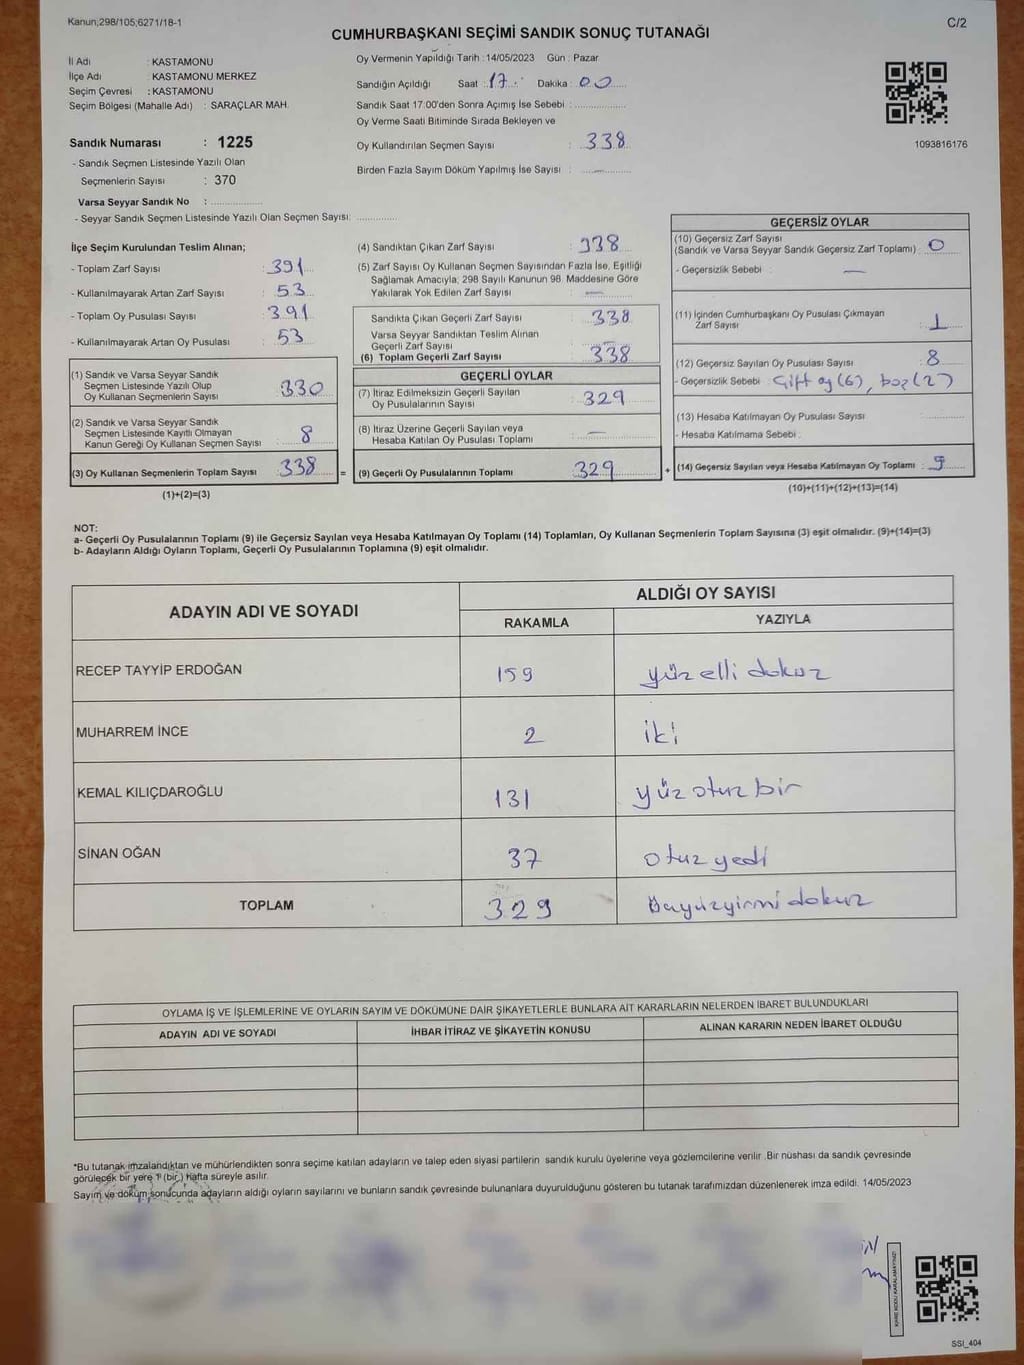 Kanun;298/105;6271/18-1
C/2
CUMHURBAŞKANI SEÇİMİ SANDIK SONUÇ TUTANAĞI
İl Adı : KASTAMONU
İlçe Adı : KASTAMONU MERKEZ
Seçim Çevresi : KASTAMONU
Seçim Bölgesi (Mahalle Adı) : SARAÇLAR MAH.
Sandık Numarası : 1225
- Sandık Seçmen Listesinde Yazılı Olan
Seçmenlerin Sayısı : 370
Varsa Seyyar Sandık No :
- Seyyar Sandık Seçmen Listesinde Yazılı Olan Seçmen Sayısı:
Oy Vermenin Yapıldığı Tarih : 14/05/2023 Gün : Pazar
Sandığın Açıldığı Saat : 17 Dakika : 00
Sandık Saat 17:00'den Sonra Açımış İse Sebebi :
Oy Verme Saati Bitiminde Sırada Bekleyen ve
Oy Kullandırılan Seçmen Sayısı : 338
Birden Fazla Sayım Döküm Yapılmış İse Sayısı : —
1093816176
İlçe Seçim Kurulundan Teslim Alınan;
- Toplam Zarf Sayısı : 391
- Kullanılmayarak Artan Zarf Sayısı : 53
- Toplam Oy Pusulası Sayısı : 391
- Kullanılmayarak Artan Oy Pusulası : 53
(1) Sandık ve Varsa Seyyar Sandık
Seçmen Listesinde Yazılı Olup
Oy Kullanan Seçmenlerin Sayısı : 330
(2) Sandık ve Varsa Seyyar Sandık
Seçmen Listesinde Kayıtlı Olmayan
Kanun Gereği Oy Kullanan Seçmen Sayısı : 8
(3) Oy Kullanan Seçmenlerin Toplam Sayısı : 338 =
(1)+(2)=(3)
(4) Sandıktan Çıkan Zarf Sayısı : 338
(5) Zarf Sayısı Oy Kullanan Seçmen Sayısından Fazla İse, Eşitliği
Sağlamak Amacıyla; 298 Sayılı Kanunun 98. Maddesine Göre
Yakılarak Yok Edilen Zarf Sayısı : —
Sandıkta Çıkan Geçerli Zarf Sayısı : 338
Varsa Seyyar Sandıktan Teslim Alınan
Geçerli Zarf Sayısı :
(6) Toplam Geçerli Zarf Sayısı : 338
GEÇERLİ OYLAR
(7) İtiraz Edilmeksizin Geçerli Sayılan
Oy Pusulalarının Sayısı : 329
(8) İtiraz Üzerine Geçerli Sayılan veya
Hesaba Katılan Oy Pusulası Toplamı : —
(9) Geçerli Oy Pusulalarının Toplamı : 329 +
GEÇERSİZ OYLAR
(10) Geçersiz Zarf Sayısı
(Sandık ve Varsa Seyyar Sandık Geçersiz Zarf Toplamı) : 0
- Geçersizlik Sebebi : —
(11) İçinden Cumhurbaşkanı Oy Pusulası Çıkmayan
Zarf Sayısı : 1
(12) Geçersiz Sayılan Oy Pusulası Sayısı : 8
- Geçersizlik Sebebi : Çift oy (6), boş (2)
(13) Hesaba Katılmayan Oy Pusulası Sayısı :
- Hesaba Katılmama Sebebi :
(14) Geçersiz Sayılan veya Hesaba Katılmayan Oy Toplamı : 9
(10)+(11)+(12)+(13)=(14)
NOT:
a- Geçerli Oy Pusulalarının Toplamı (9) ile Geçersiz Sayılan veya Hesaba Katılmayan Oy Toplamı (14) Toplamları, Oy Kullanan Seçmenlerin Toplam Sayısına (3) eşit olmalıdır. (9)+(14)=(3)
b- Adayların Aldığı Oyların Toplamı, Geçerli Oy Pusulalarının Toplamına (9) eşit olmalıdır.
ADAYIN ADI VE SOYADI
ALDIĞI OY SAYISI
RAKAMLA YAZIYLA
RECEP TAYYİP ERDOĞAN 159 yüz elli dokuz
MUHARREM İNCE 2 iki
KEMAL KILIÇDAROĞLU 131 yüz otuz bir
SİNAN OĞAN 37 otuz yedi
TOPLAM 329 üçyüzyirmi dokuz
OYLAMA İŞ VE İŞLEMLERİNE VE OYLARIN SAYIM VE DÖKÜMÜNE DAİR ŞİKAYETLERLE BUNLARA AİT KARARLARIN NELERDEN İBARET BULUNDUKLARI
ADAYIN ADI VE SOYADI İHBAR İTİRAZ VE ŞİKAYETİN KONUSU ALINAN KARARIN NEDEN İBARET OLDUĞU
*Bu tutanak imzalandıktan ve mühürlendikten sonra seçime katılan adayların ve talep eden siyasi partilerin sandık kurulu üyelerine veya gözlemcilerine verilir .Bir nüshası da sandık çevresinde
görülecek bir yere 1 (bir ) hafta süreyle asılır.
Sayım ve döküm sonucunda adayların aldığı oyların sayılarını ve bunların sandık çevresinde bulunanlara duyurulduğunu gösteren bu tutanak tarafımızdan düzenlenerek imza edildi. 14/05/2023
KARE KODU KARALAMAYINIZ!
SSI_404